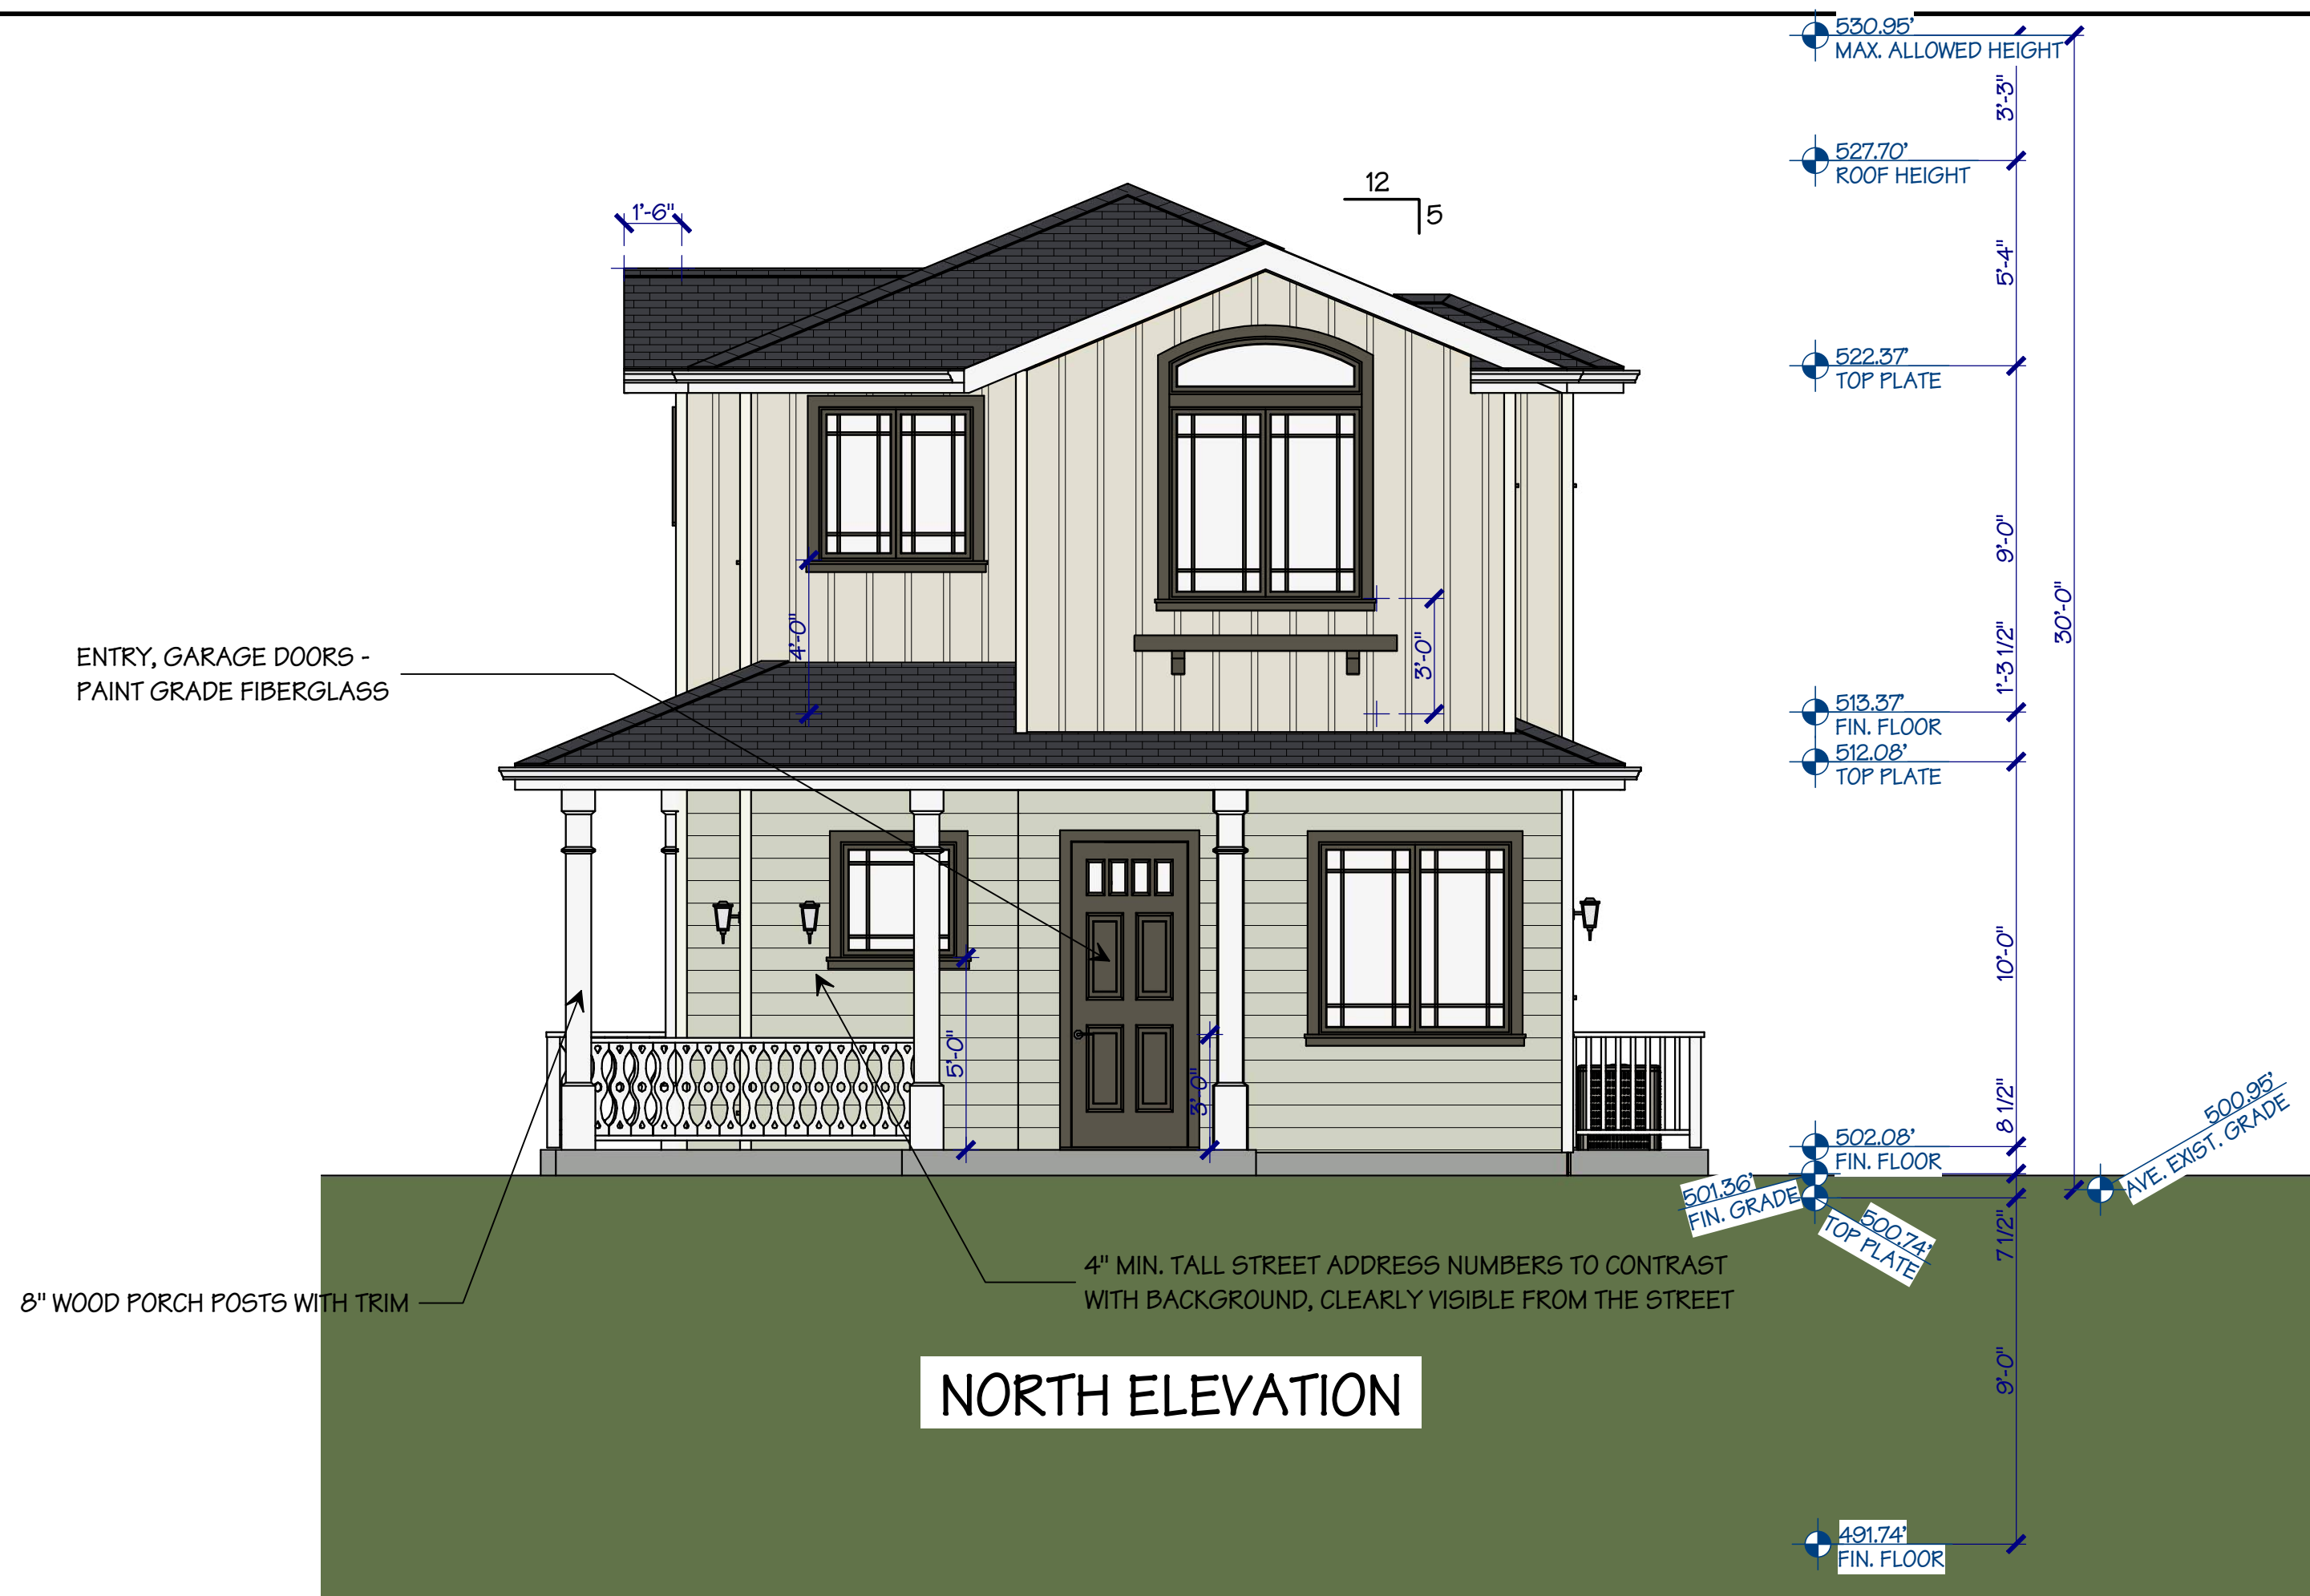 530.95'
MAX. ALLOWED HEIGHT
3'-3"
527.70'
ROOF HEIGHT
12
5
1'-6"
5'-4"
522.37'
TOP PLATE
9'-0"
30'-0"
4'-0"
3'-0"
1'-3 1/2"
ENTRY, GARAGE DOORS -
PAINT GRADE FIBERGLASS
513.37'
FIN. FLOOR
512.08'
TOP PLATE
10'-0"
5'-0"
3'-0"
8 1/2"
502.08'
FIN. FLOOR
500.95'
AVE. EXIST. GRADE
501.36'
FIN. GRADE
500.74'
TOP PLATE
7 1/2"
4" MIN. TALL STREET ADDRESS NUMBERS TO CONTRAST
WITH BACKGROUND, CLEARLY VISIBLE FROM THE STREET
8" WOOD PORCH POSTS WITH TRIM
9'-0"
NORTH ELEVATION
491.74'
FIN. FLOOR